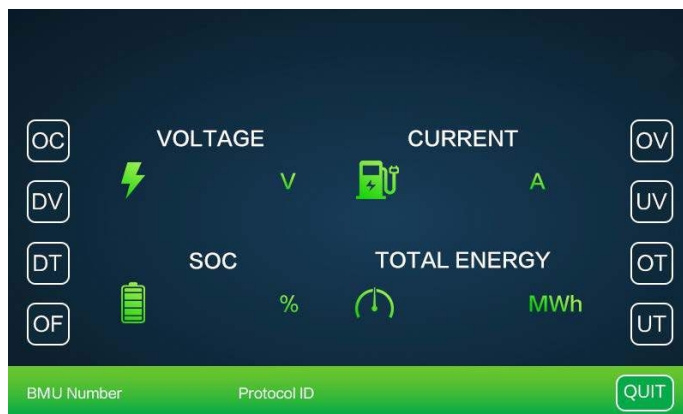 OC
VOLTAGE
CURRENT
OV
V
A
DV
UV
DT
SOC
TOTAL ENERGY
OT
%
MWh
OF
UT
BMU Number
Protocol ID
QUIT